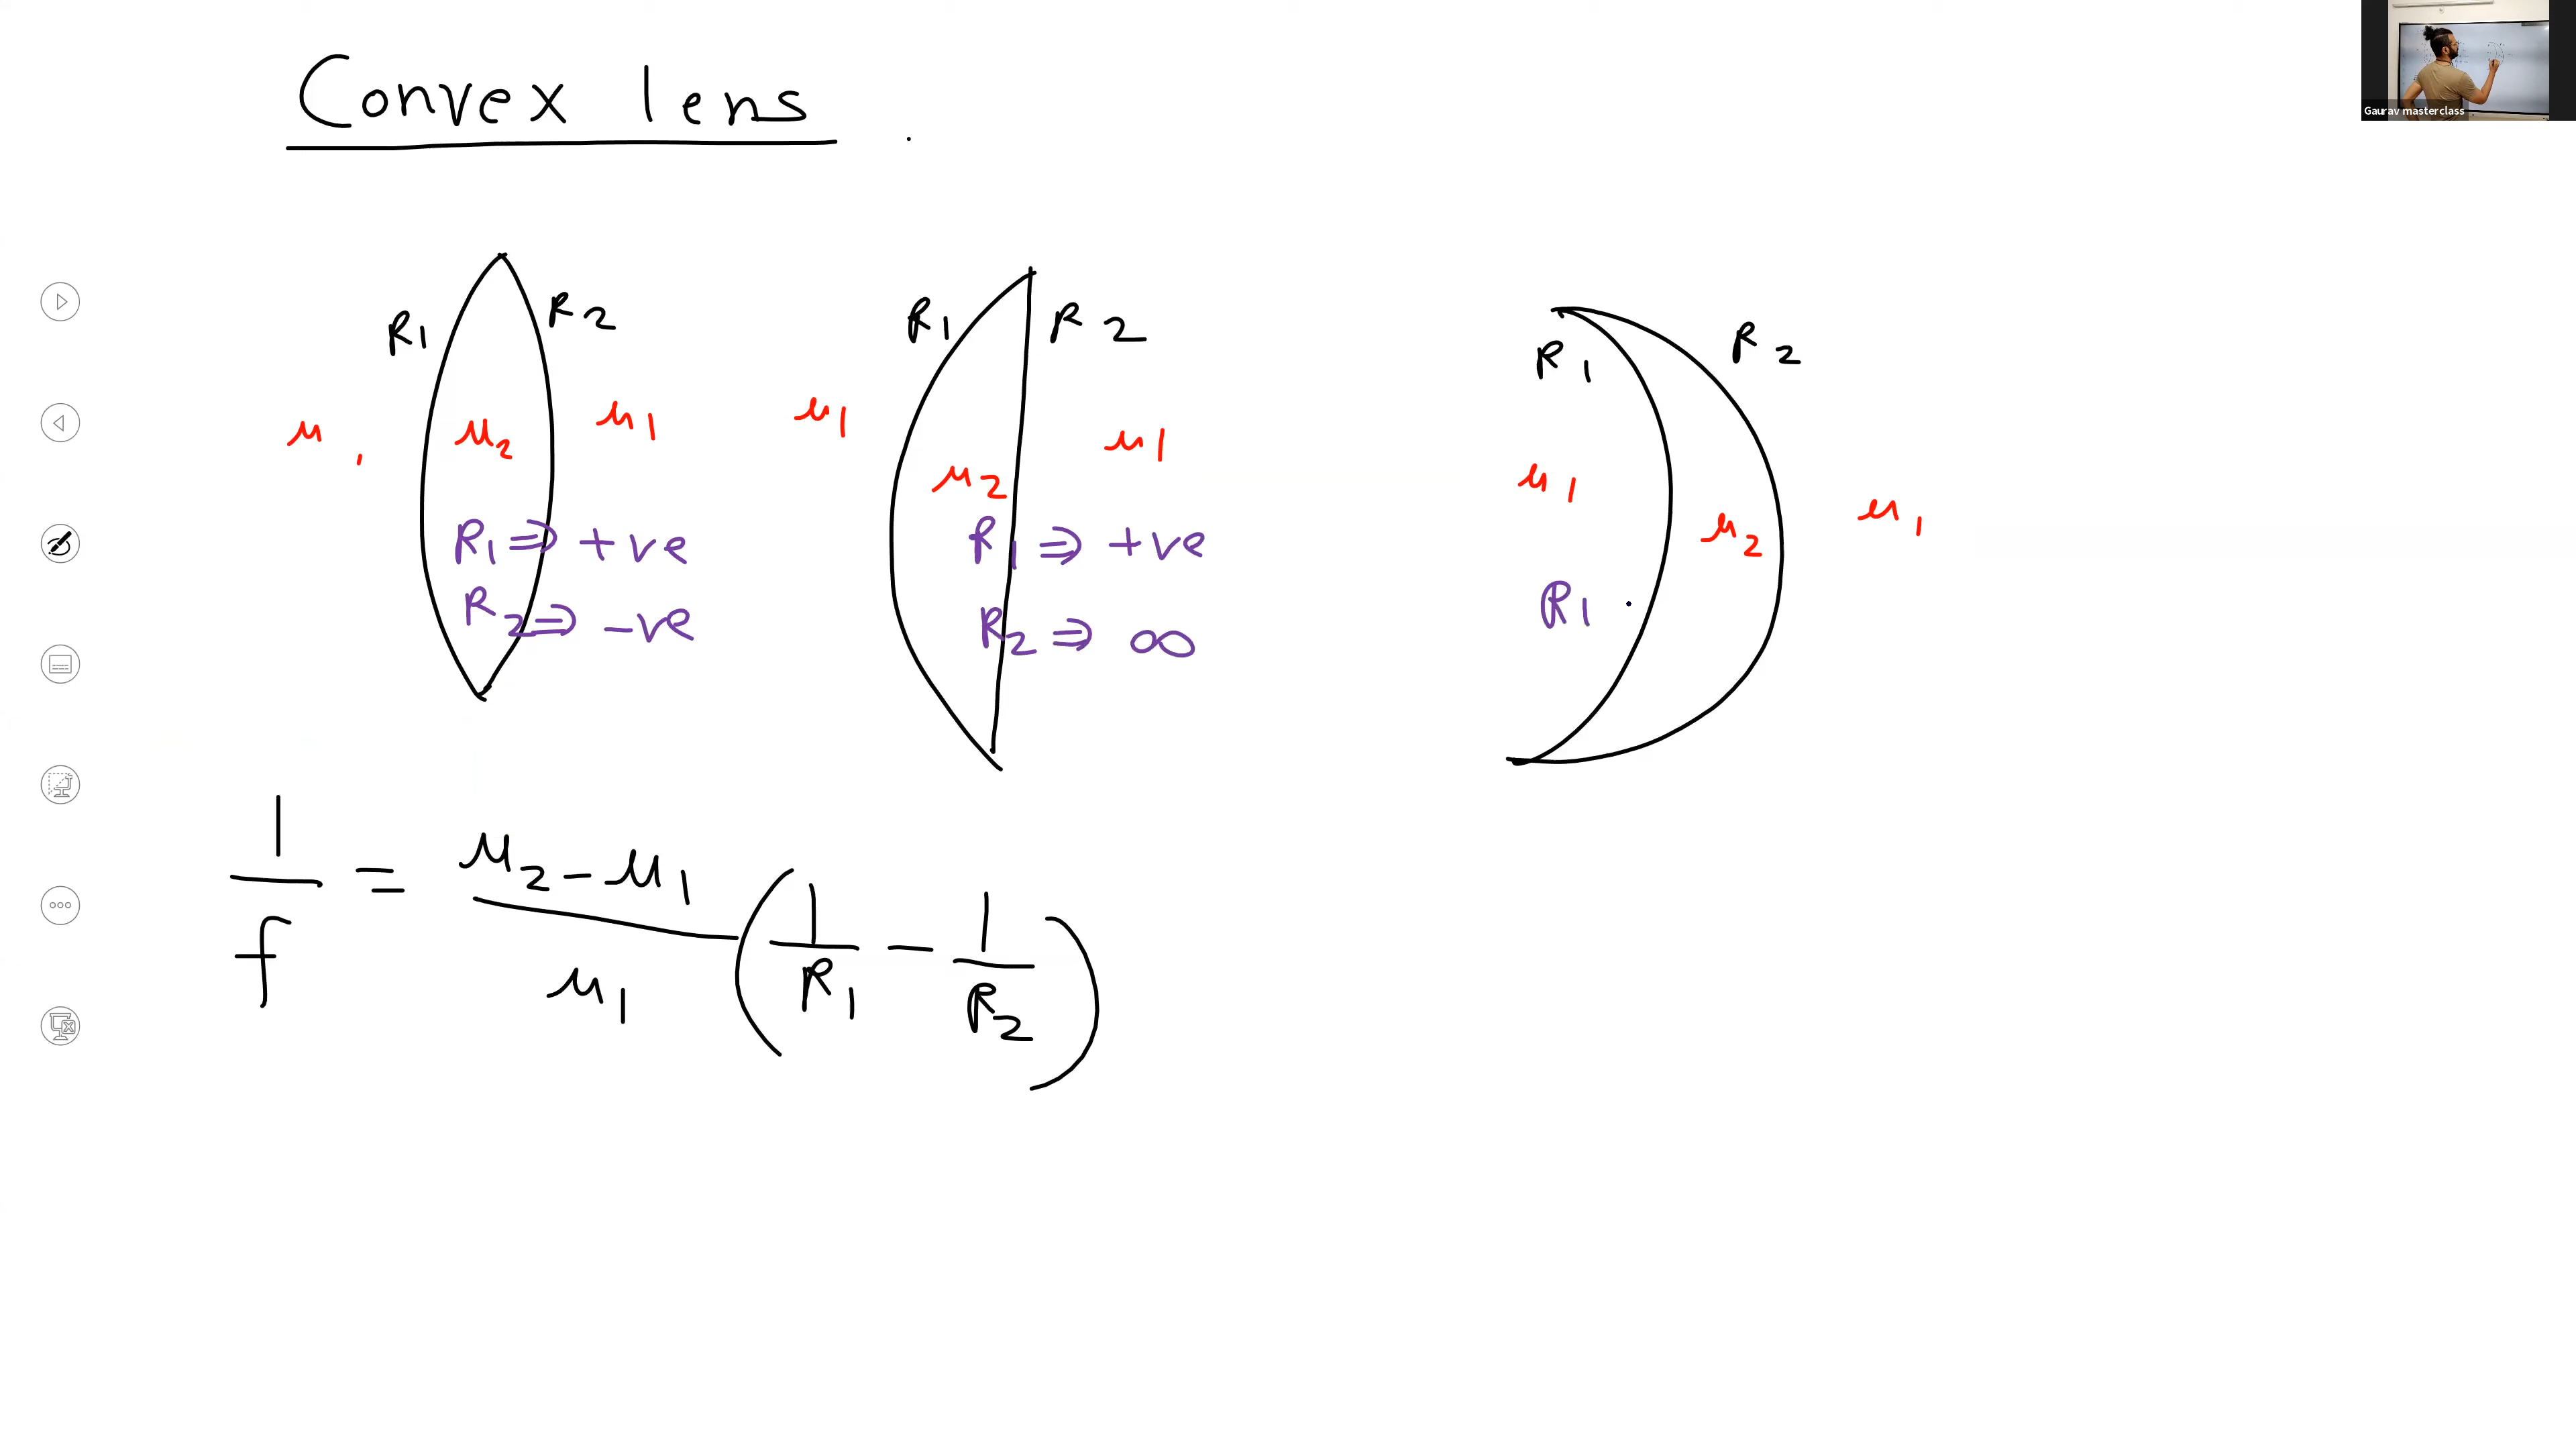 Convex lens
Gaurav masterclass
R1 R2
μ1 μ2 μ1
R1 ⇒ +ve
R2 ⇒ -ve
R1 R2
μ1 μ2 μ1
R1 ⇒ +ve
R2 ⇒ ∞
R1 R2
μ1 μ2 μ1
R1
1/f = (μ2 - μ1)/μ1 (1/R1 - 1/R2)